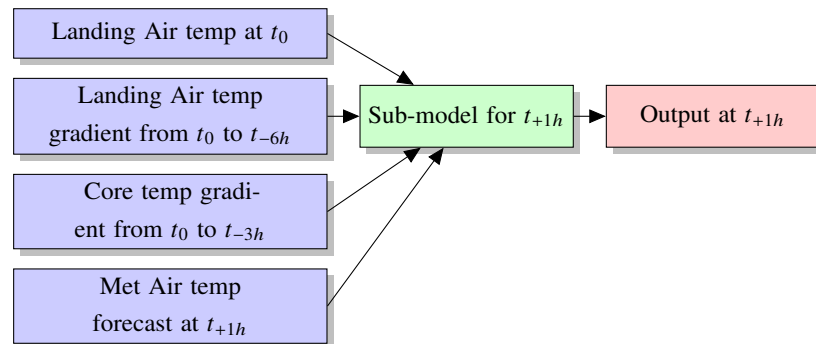 Landing Air temp at t₀
Landing Air temp
gradient from t₀ to t₋₆ₕ
Sub-model for t₊₁ₕ
Output at t₊₁ₕ
Core temp gradi-
ent from t₀ to t₋₃ₕ
Met Air temp
forecast at t₊₁ₕ